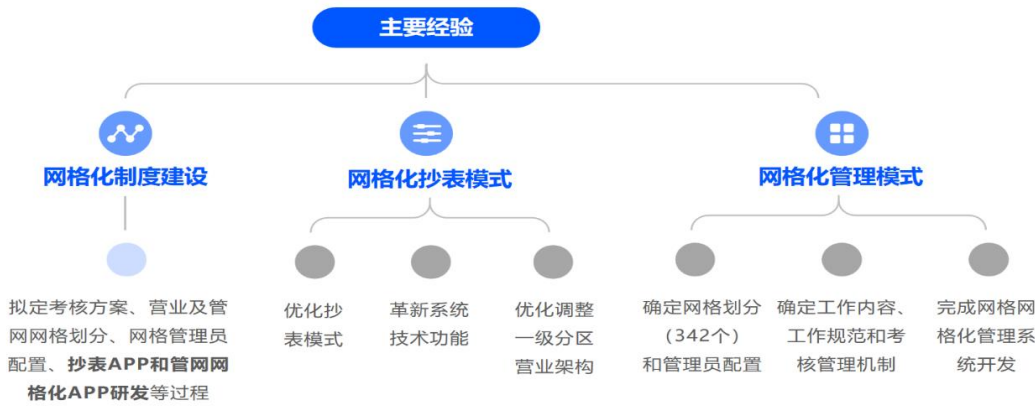 主要经验
网格化制度建设
网格化抄表模式
网格化管理模式
拟定考核方案、营业及管
网网格划分、网格管理员
配置、抄表APP和管网网
格化APP研发等过程
优化抄
表模式
革新系统
技术功能
优化调整
一级分区
营业架构
确定网格划分
(342个)
和管理员配置
确定工作内容、
工作规范和考
核管理机制
完成网格网
格化管理系
统开发